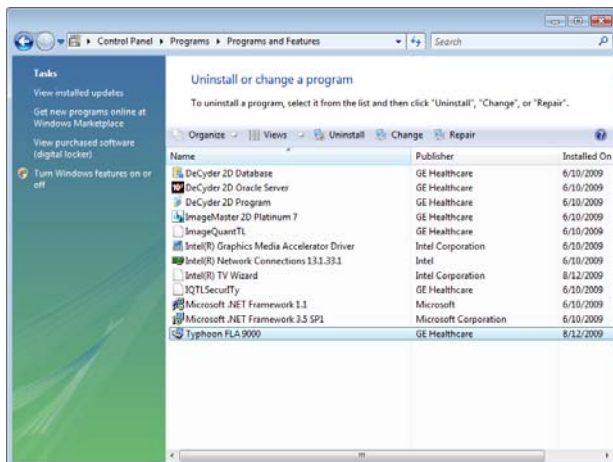 Control Panel Programs Programs and Features Search
Tasks
View installed updates
Get new programs online at
Windows Marketplace
View purchased software
(digital locker)
Turn Windows features on or
off
Uninstall or change a program
To uninstall a program, select it from the list and then click "Uninstall", "Change", or "Repair".
Organize Views Uninstall Change Repair
Name Publisher Installed On
DeCyder 2D Database GE Healthcare 6/10/2009
DeCyder 2D Oracle Server GE Healthcare 6/10/2009
DeCyder 2D Program GE Healthcare 6/10/2009
ImageMaster 2D Platinum 7 GE Healthcare 6/10/2009
ImageQuantTL GE Healthcare 6/10/2009
Intel(R) Graphics Media Accelerator Driver Intel Corporation 6/10/2009
Intel(R) Network Connections 13.1.33.1 Intel 6/10/2009
Intel(R) TV Wizard Intel Corporation 8/12/2009
IQTLSecurITy GE Healthcare 6/10/2009
Microsoft .NET Framework 1.1 Microsoft 6/10/2009
Microsoft .NET Framework 3.5 SP1 Microsoft Corporation 6/10/2009
Typhoon FLA 9000 GE Healthcare 8/12/2009